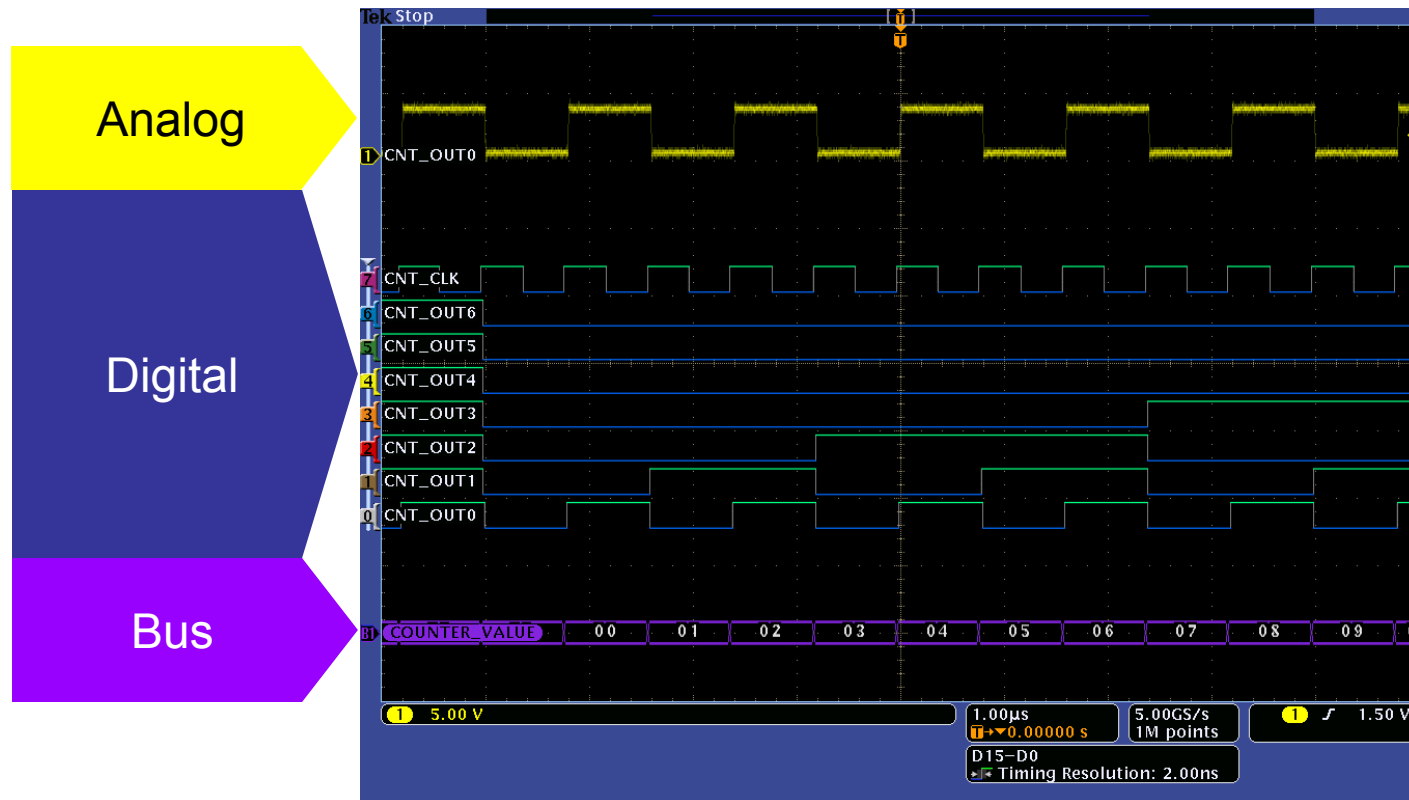 Analog
Digital
Bus
Tek Stop
[ T ]
T
1 CNT_OUT0
7 CNT_CLK
6 CNT_OUT6
5 CNT_OUT5
4 CNT_OUT4
3 CNT_OUT3
2 CNT_OUT2
1 CNT_OUT1
0 CNT_OUT0
B1 COUNTER_VALUE 00 01 02 03 04 05 06 07 08 09
1 5.00 V
1.00µs
T→▼0.00000 s
5.00GS/s
1M points
1 1.50 V
D15-D0
Timing Resolution: 2.00ns